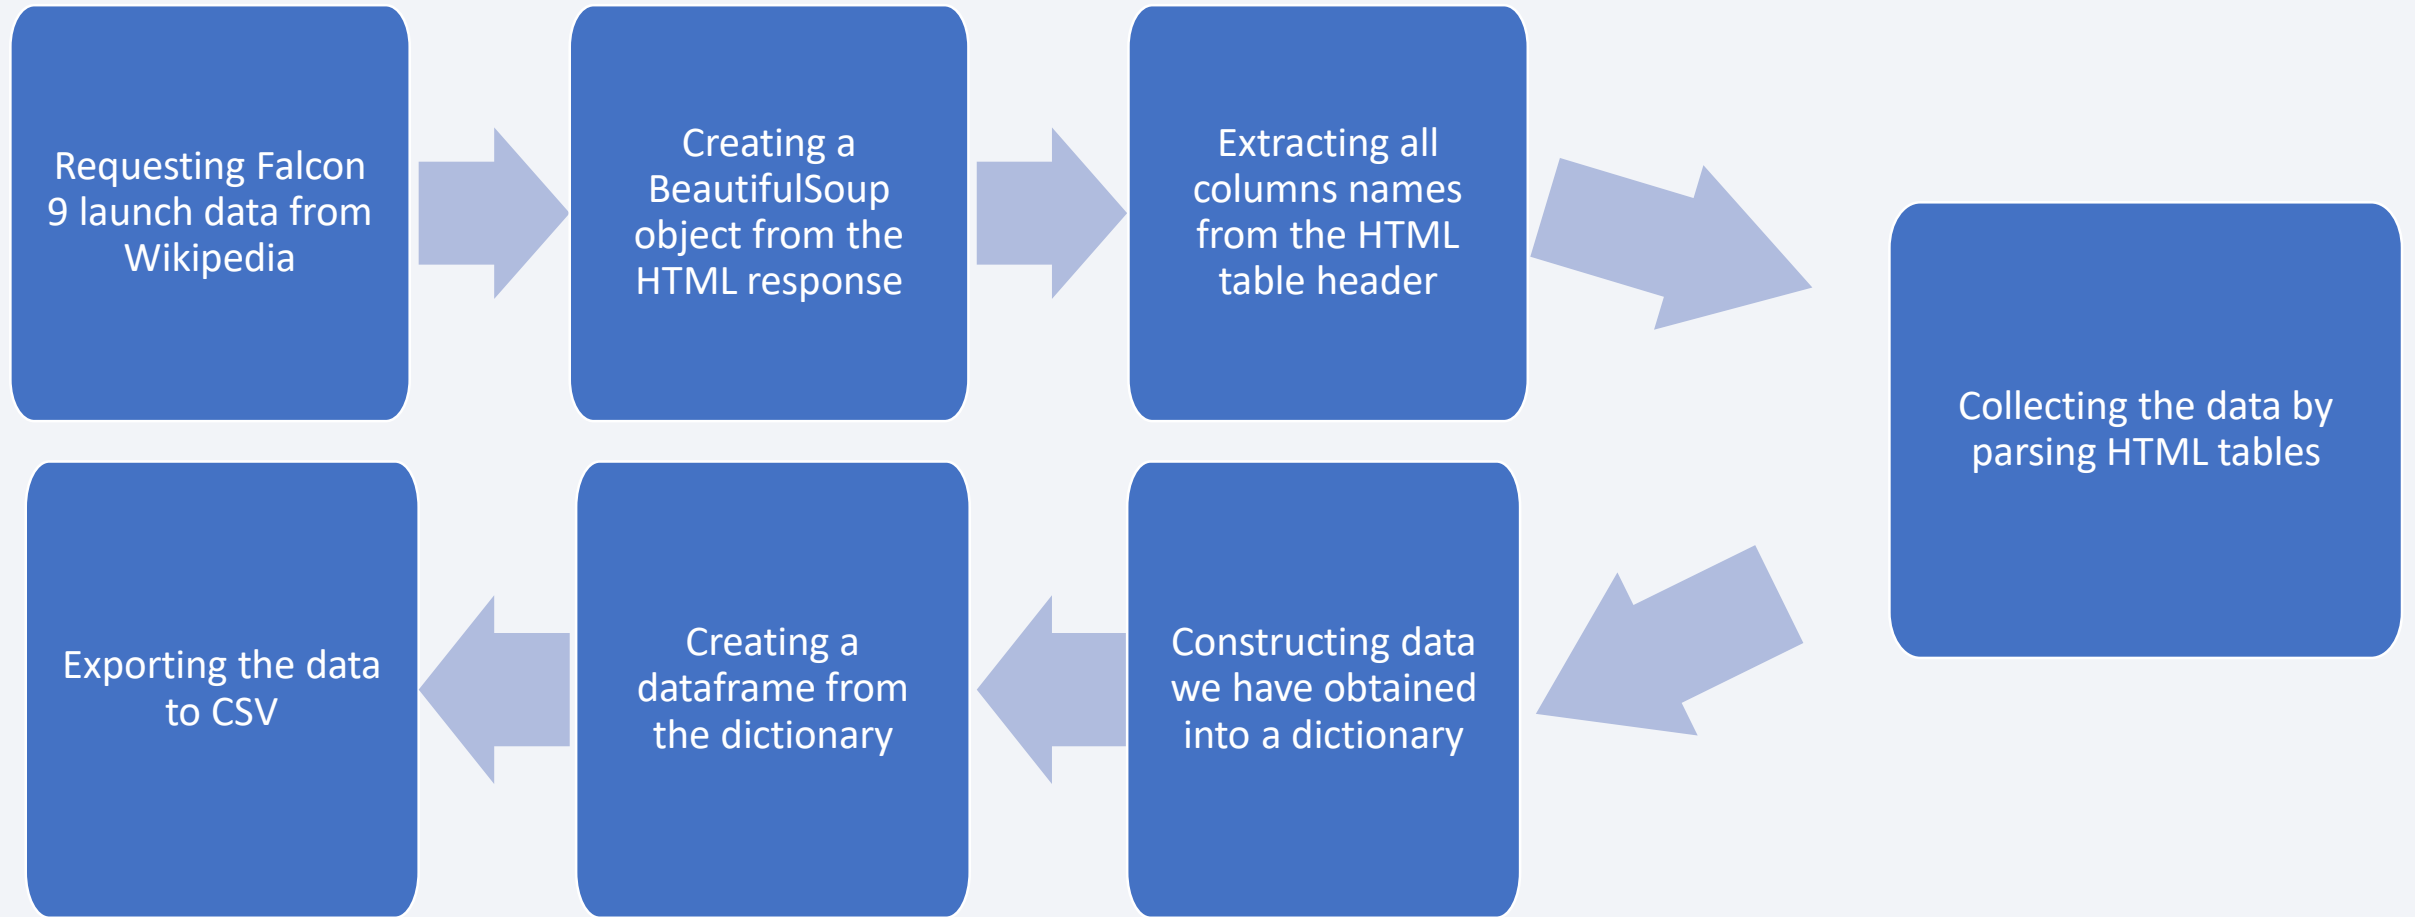 Requesting Falcon
9 launch data from
Wikipedia
Creating a
BeautifulSoup
object from the
HTML response
Extracting all
columns names
from the HTML
table header
Collecting the data by
parsing HTML tables
Constructing data
we have obtained
into a dictionary
Creating a
dataframe from
the dictionary
Exporting the data
to CSV